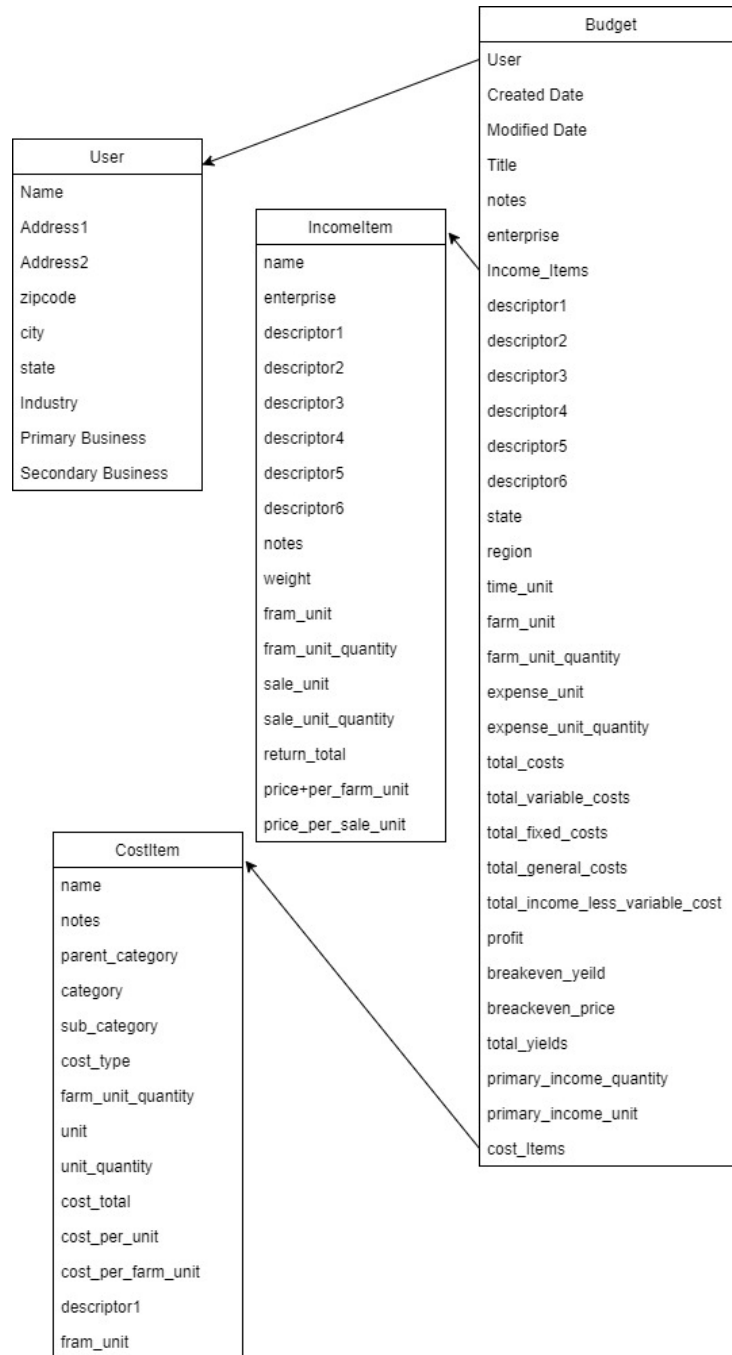 Budget
User
Created Date
Modified Date
Title
notes
enterprise
Income_Items
descriptor1
descriptor2
descriptor3
descriptor4
descriptor5
descriptor6
state
region
time_unit
farm_unit
farm_unit_quantity
expense_unit
expense_unit_quantity
total_costs
total_variable_costs
total_fixed_costs
total_general_costs
total_income_less_variable_cost
profit
breakeven_yeild
breackeven_price
total_yields
primary_income_quantity
primary_income_unit
cost_Items
User
Name
Address1
Address2
zipcode
city
state
Industry
Primary Business
Secondary Business
IncomeItem
name
enterprise
descriptor1
descriptor2
descriptor3
descriptor4
descriptor5
descriptor6
notes
weight
fram_unit
fram_unit_quantity
sale_unit
sale_unit_quantity
return_total
price+per_farm_unit
price_per_sale_unit
CostItem
name
notes
parent_category
category
sub_category
cost_type
farm_unit_quantity
unit
unit_quantity
cost_total
cost_per_unit
cost_per_farm_unit
descriptor1
fram_unit